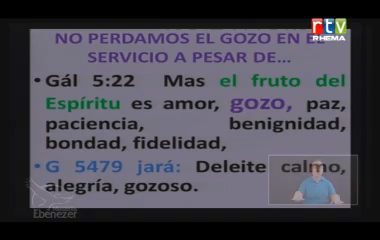 rtv
RHEMA
NO PERDAMOS EL GOZO EN EL
SERVICIO A PESAR DE...
• Gál 5:22 Mas el fruto del
Espíritu es amor, gozo, paz,
paciencia, benignidad,
bondad, fidelidad,
• G 5479 jará: Deleite calmo,
alegría, gozoso.
Ministerios
Ebenezer